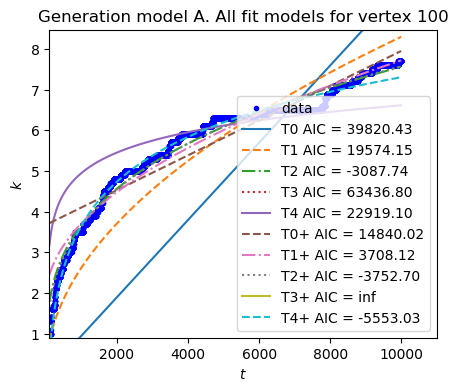 Generation model A. All fit models for vertex 100
8
7
6
5
4
3
2
1
k
data
T0 AIC = 39820.43
T1 AIC = 19574.15
T2 AIC = -3087.74
T3 AIC = 63436.80
T4 AIC = 22919.10
T0+ AIC = 14840.02
T1+ AIC = 3708.12
T2+ AIC = -3752.70
T3+ AIC = inf
T4+ AIC = -5553.03
2000 4000 6000 8000 10000
t